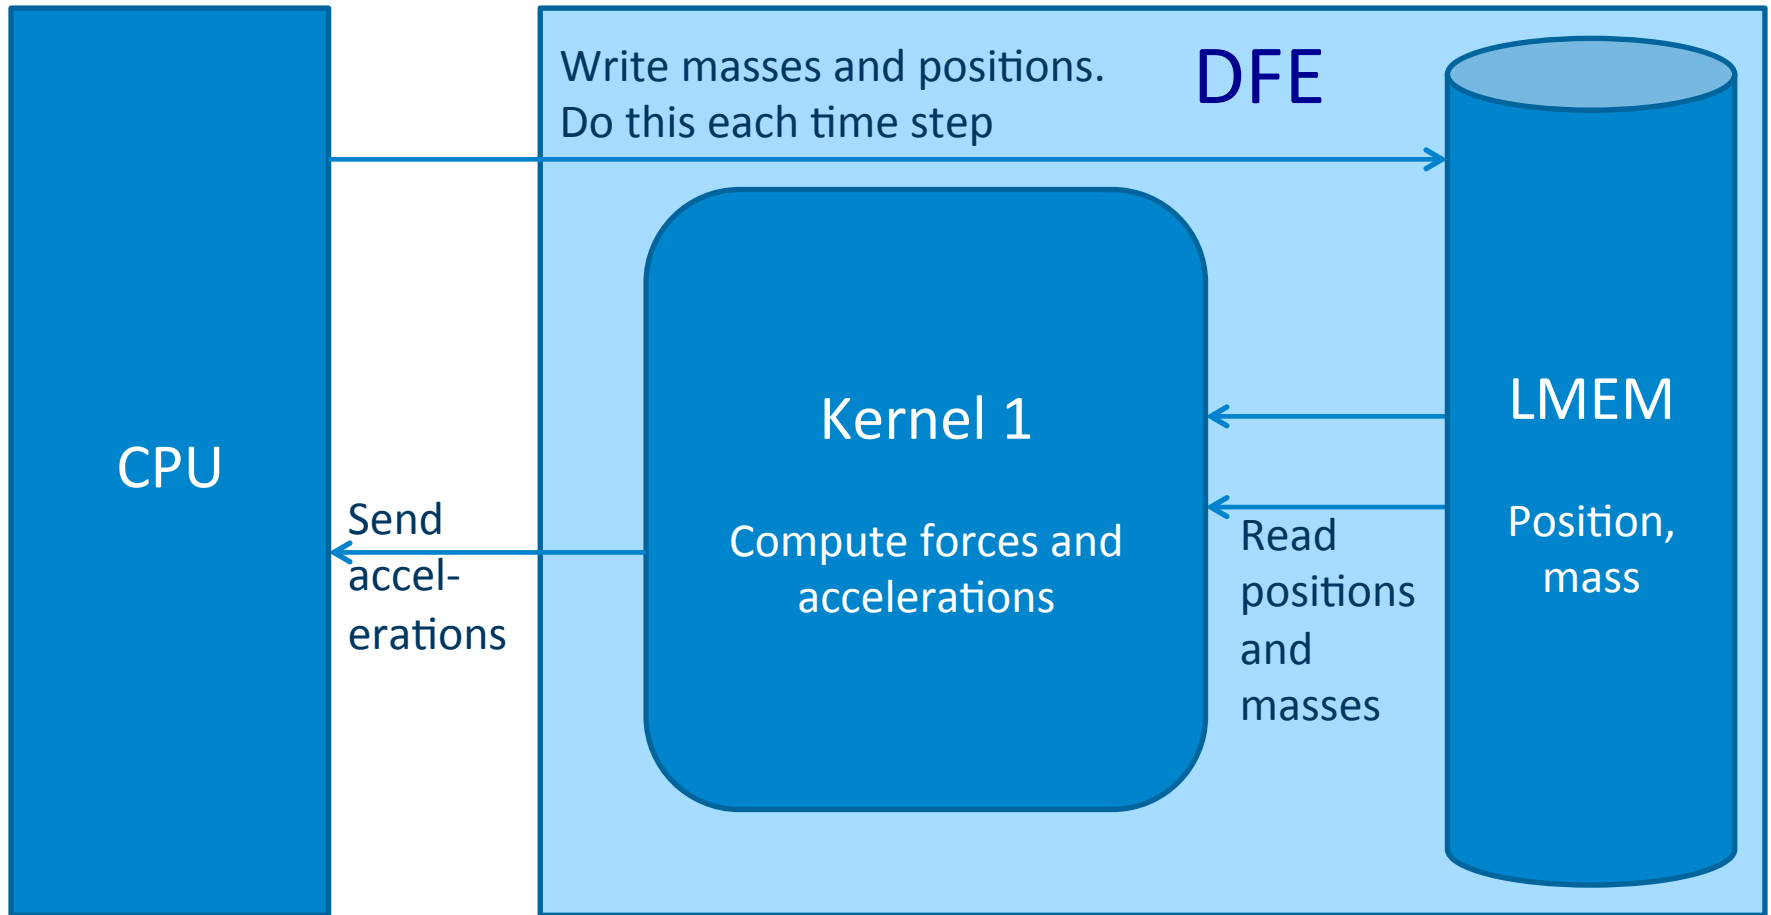 Write masses and positions.
Do this each time step
DFE
CPU
Send
accel-
erations
Kernel 1
Compute forces and
accelerations
Read
positions
and
masses
LMEM
Position,
mass